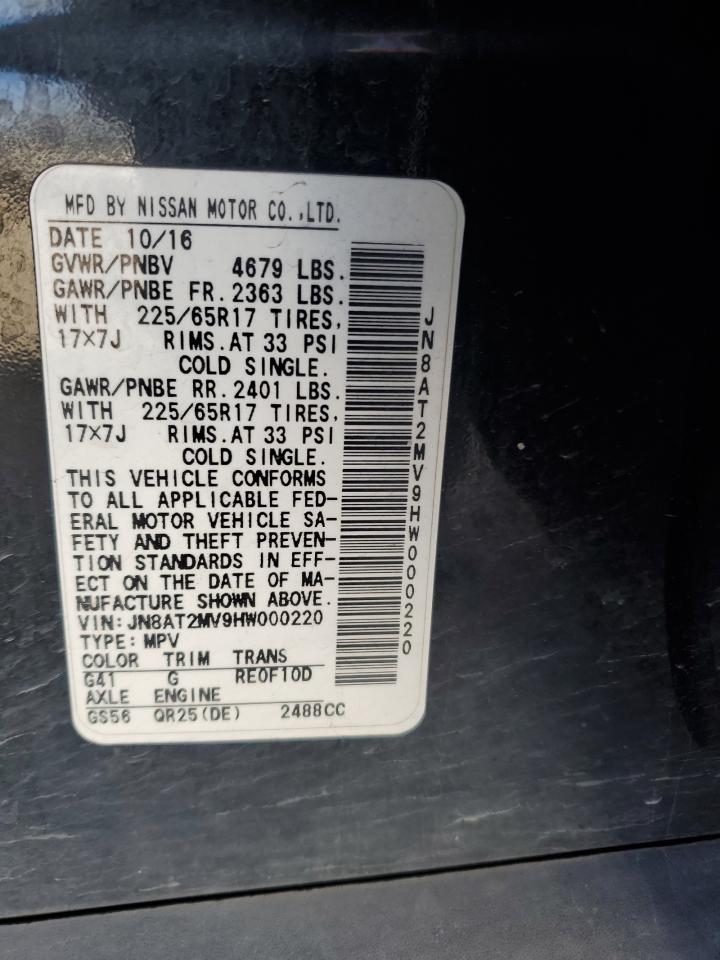 MFD BY NISSAN MOTOR CO.,LTD.
DATE 10/16
GVWR/PNBV 4679 LBS.
GAWR/PNBE FR. 2363 LBS.
WITH 225/65R17 TIRES,
17×7J RIMS. AT 33 PSI
COLD SINGLE.
GAWR/PNBE RR. 2401 LBS.
WITH 225/65R17 TIRES,
17×7J RIMS. AT 33 PSI
COLD SINGLE.
THIS VEHICLE CONFORMS
TO ALL APPLICABLE FED-
ERAL MOTOR VEHICLE SA-
FETY AND THEFT PREVEN-
TION STANDARDS IN EFF-
ECT ON THE DATE OF MA-
NUFACTURE SHOWN ABOVE.
VIN: JN8AT2MV9HW000220
TYPE: MPV
COLOR TRIM TRANS
G41 G RE0F10D
AXLE ENGINE
GS56 QR25(DE) 2488CC
JN8AT2MV9HW000220